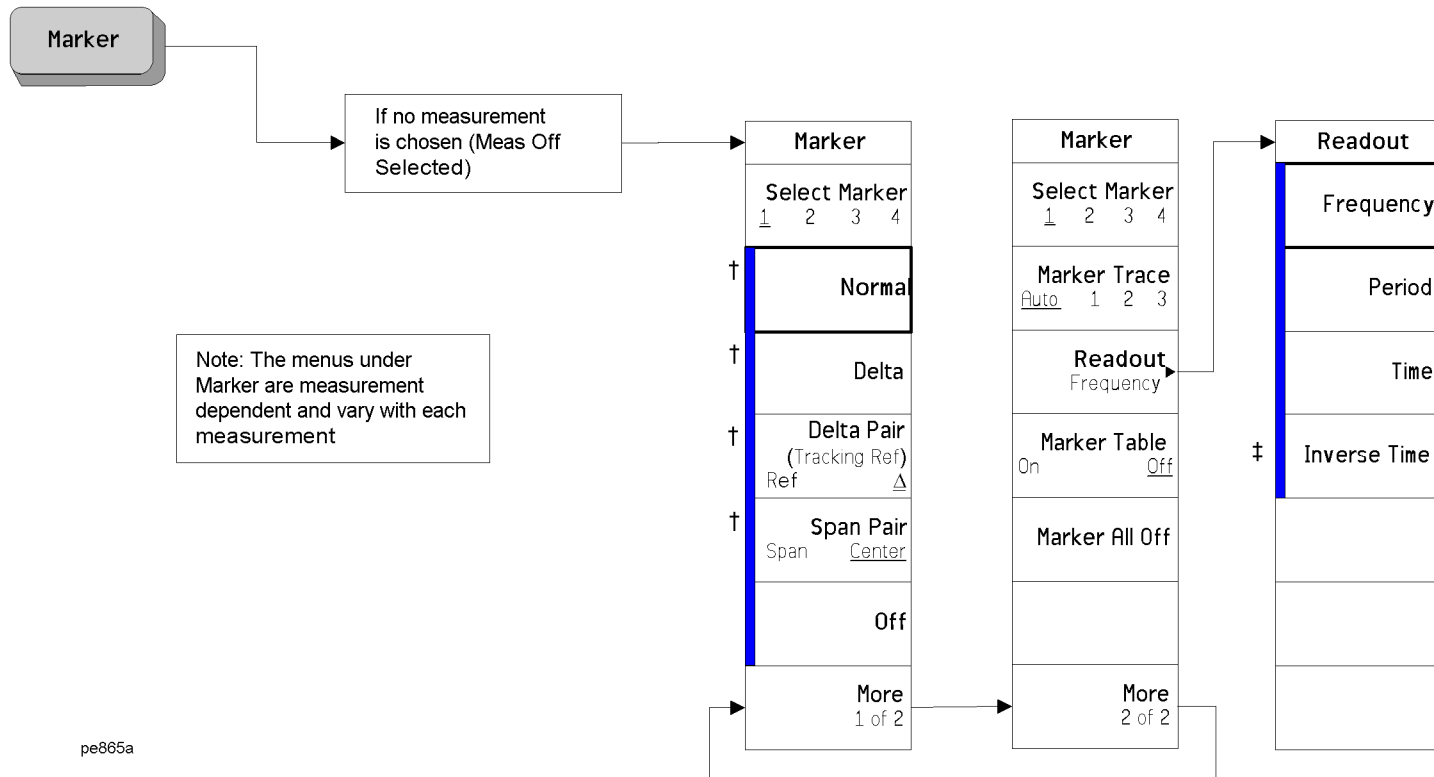 Marker
If no measurement
is chosen (Meas Off
Selected)
Note: The menus under
Marker are measurement
dependent and vary with each
measurement
Marker
Select Marker
1 2 3 4
†
Normal
†
Delta
†
Delta Pair
(Tracking Ref)
Ref Δ
†
Span Pair
Span Center
Off
More
1 of 2
Marker
Select Marker
1 2 3 4
Marker Trace
Auto 1 2 3
Readout
Frequency
Marker Table
On Off
Marker All Off
More
2 of 2
Readout
Frequency
Period
Time
‡
Inverse Time
pe865a